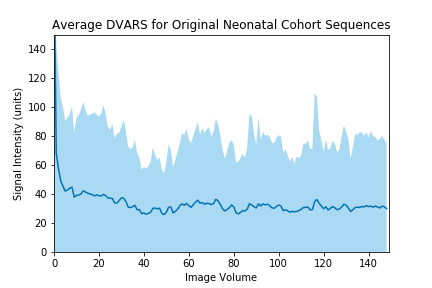 Average DVARS for Original Neonatal Cohort Sequences
Signal Intensity (units)
140
120
100
80
60
40
20
0
0 20 40 60 80 100 120 140
Image Volume